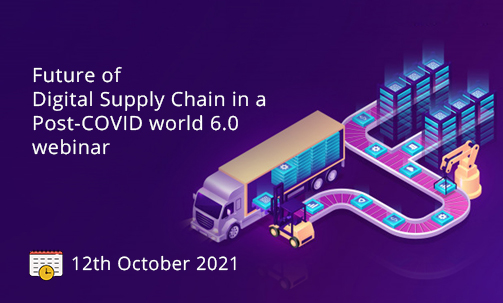 Future of
Digital Supply Chain in a
Post-COVID world 6.0
webinar
12th October 2021